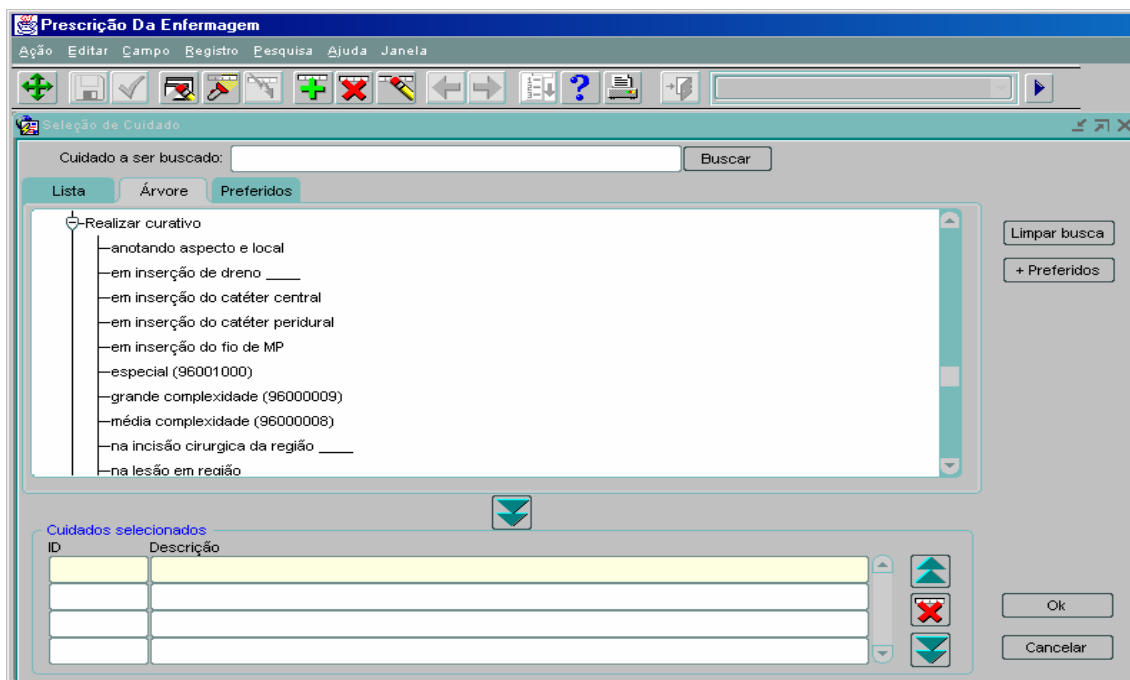 Prescrição Da Enfermagem
Ação Editar Campo Registro Pesquisa Ajuda Janela
Seleção de Cuidado
Cuidado a ser buscado: Buscar
Lista Árvore Preferidos
Realizar curativo
anotando aspecto e local
em inserção de dreno ____
em inserção do catéter central
em inserção do catéter peridural
em inserção do fio de MP
especial (96001000)
grande complexidade (96000009)
média complexidade (96000008)
na incisão cirurgica da região ____
na lesão em região
Limpar busca
+ Preferidos
Cuidados selecionados
ID Descrição
Ok
Cancelar